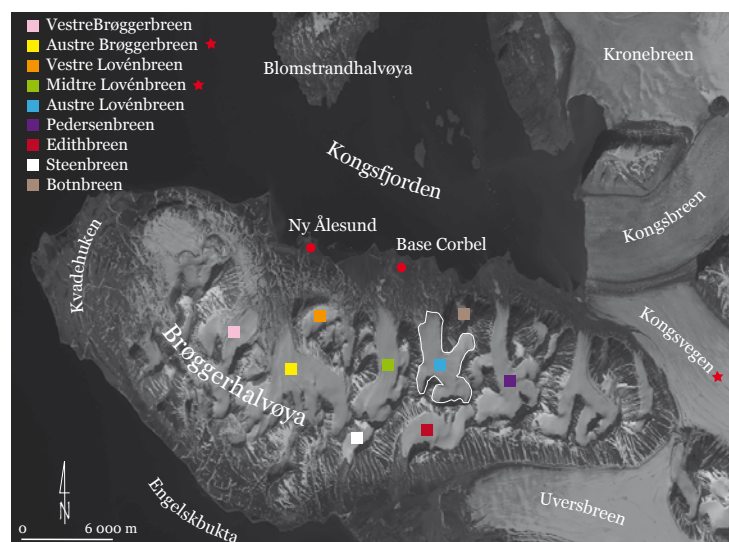 VestreBrøggerbreen
Austre Brøggerbreen
Vestre Lovénbreen
Midtre Lovénbreen
Austre Lovénbreen
Pedersenbreen
Edithbreen
Steenbreen
Botnbreen
Blomstrandhalvøya
Kronebreen
Kongsfjorden
Kongsbreen
Kvadehuken
Ny Ålesund
Base Corbel
Kongsvegen
Brøggerhalvøya
Engelskbukta
Uversbreen
0 6 000 m